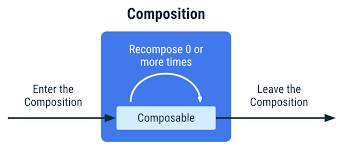 Composition
Recompose 0 or
more times
Enter the
Composition
Composable
Leave the
Composition